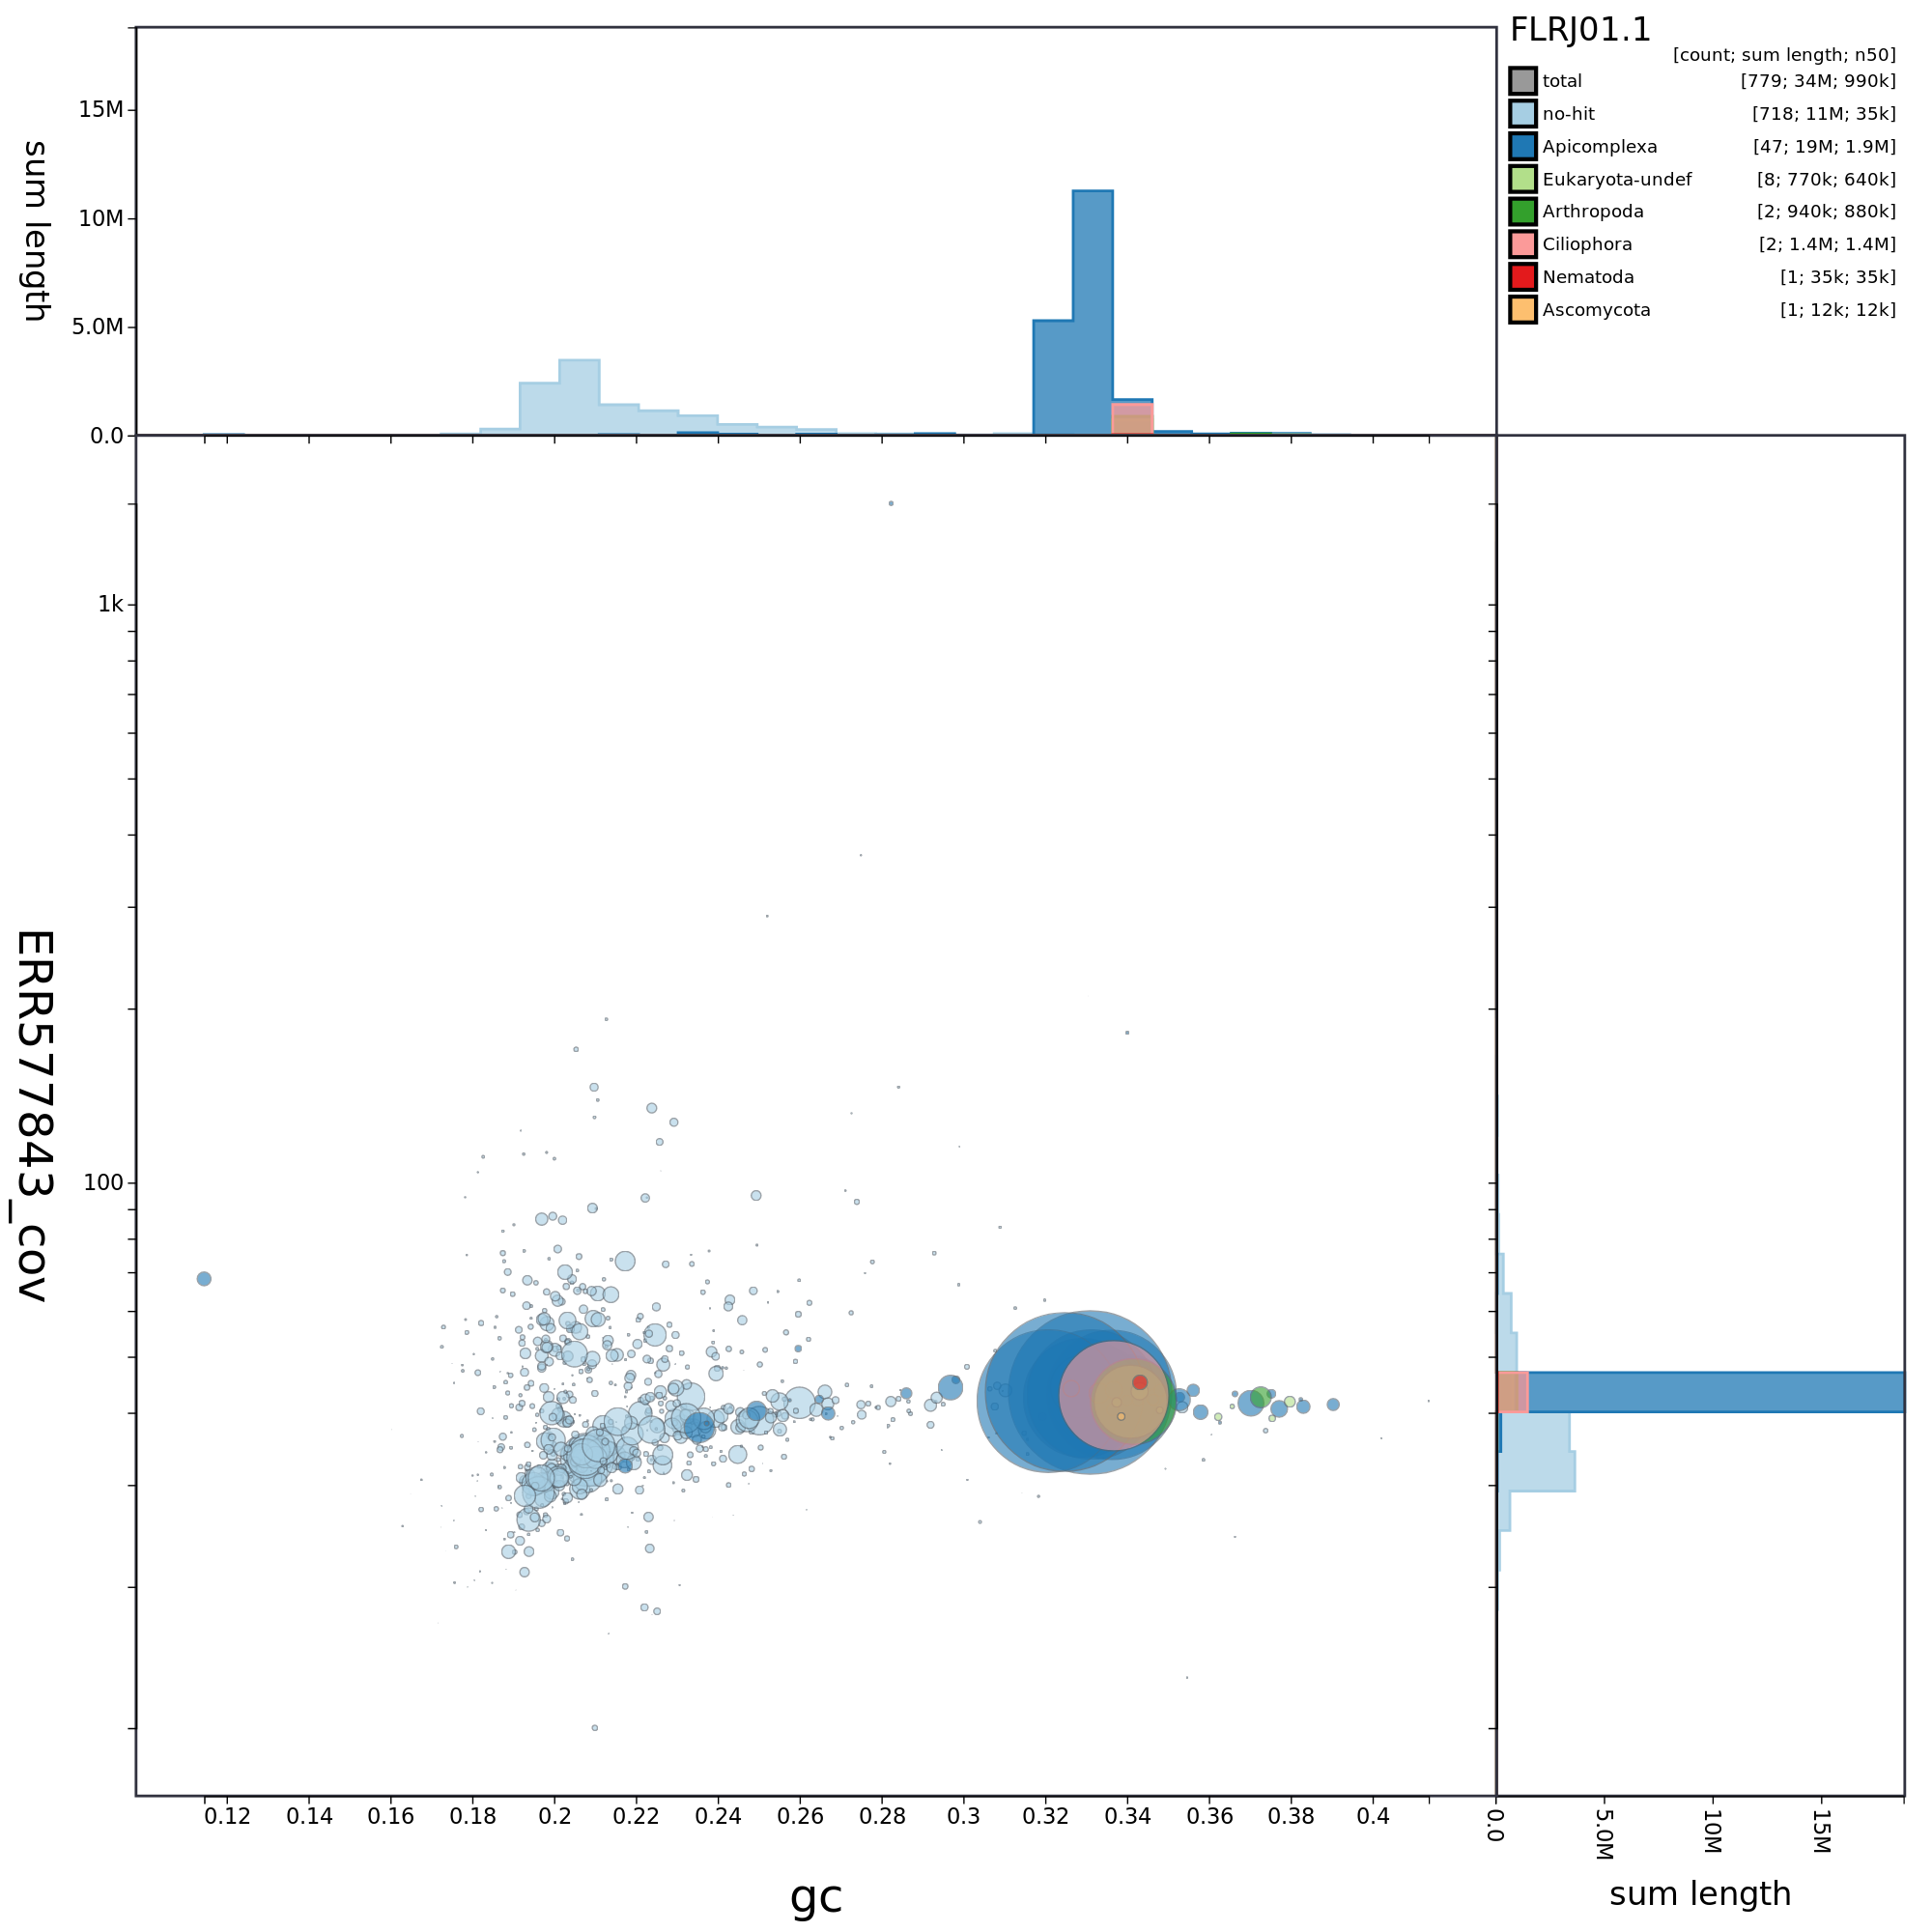 FLRJ01.1
[count; sum length; n50]
total [779; 34M; 990k]
no-hit [718; 11M; 35k]
Apicomplexa [47; 19M; 1.9M]
Eukaryota-undef [8; 770k; 640k]
Arthropoda [2; 940k; 880k]
Ciliophora [2; 1.4M; 1.4M]
Nematoda [1; 35k; 35k]
Ascomycota [1; 12k; 12k]
sum length
15M
10M
5.0M
0.0
ERR577843_cov
1k
100
0.12 0.14 0.16 0.18 0.2 0.22 0.24 0.26 0.28 0.3 0.32 0.34 0.36 0.38 0.4
gc
0.0 5.0M 10M 15M
sum length